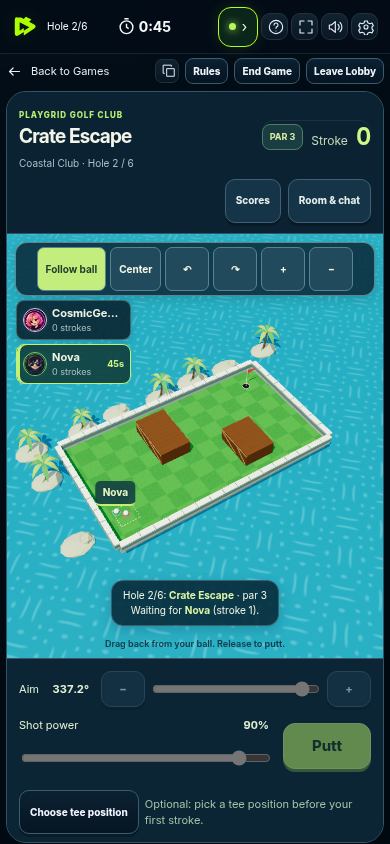 Hole 2/6
0:45
›
Back to Games
Rules
End Game
Leave Lobby
PLAYGRID GOLF CLUB
Crate Escape
PAR 3
Stroke 0
Coastal Club · Hole 2 / 6
Scores
Room & chat
Follow ball
Center
↶
↷
+
−
CosmicGe...
0 strokes
Nova
0 strokes
45s
Nova
Hole 2/6: Crate Escape · par 3
Waiting for Nova (stroke 1).
Drag back from your ball. Release to putt.
Aim 337.2°
−
+
Shot power 90%
Putt
Choose tee position
Optional: pick a tee position before your
first stroke.